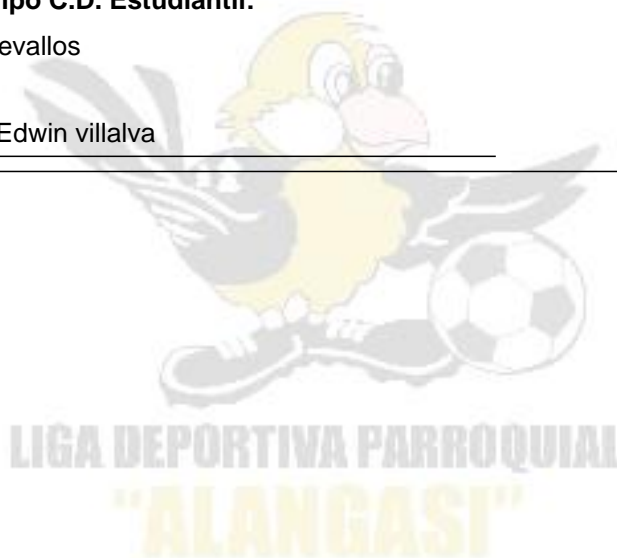 ipo C.D. Estudiantil:
evallos
Edwin villalva
LIGA DEPORTIVA PARROQUIAL
"ALANGASI"